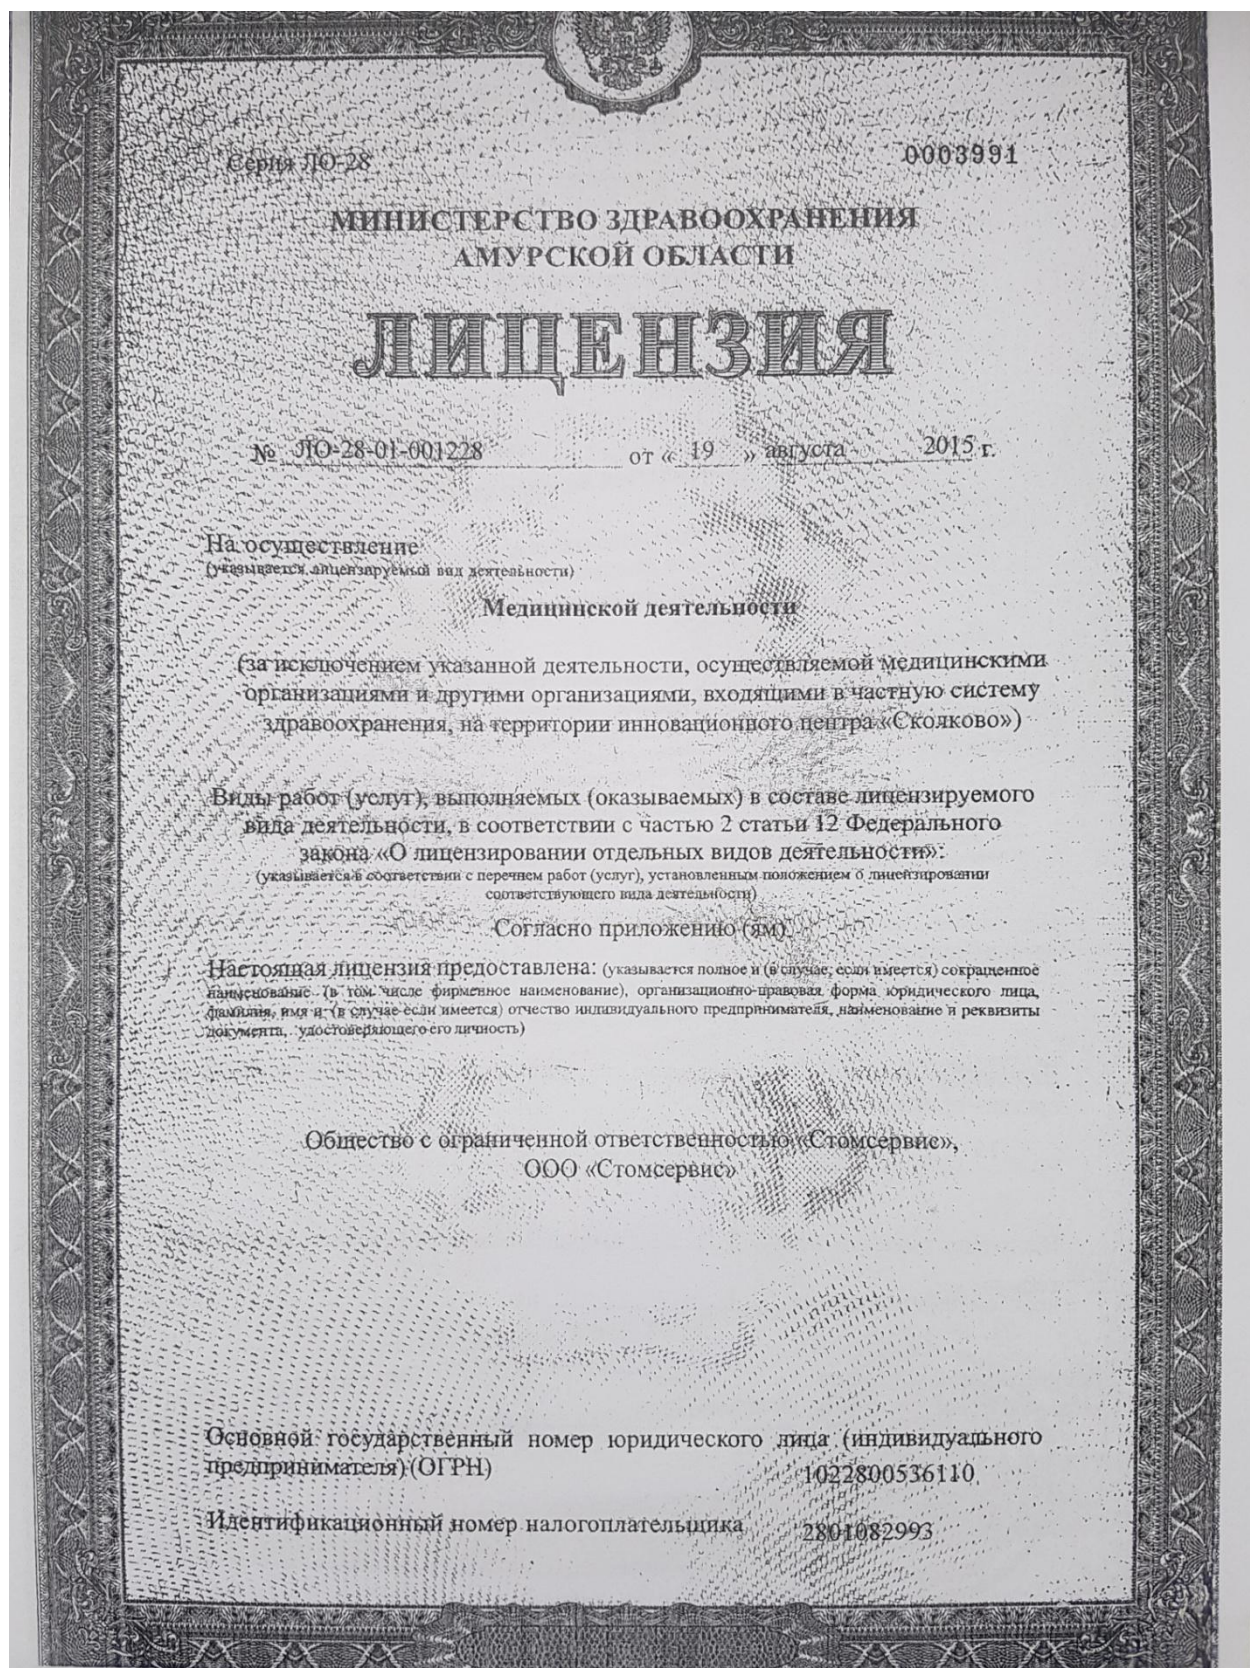 Серия ЛО-28
0003991
МИНИСТЕРСТВО ЗДРАВООХРАНЕНИЯ
АМУРСКОЙ ОБЛАСТИ
ЛИЦЕНЗИЯ
№ ЛО-28-01-001228 от « 19 » августа 2015 г.
На осуществление
(указывается лицензируемый вид деятельности)
Медицинской деятельности
(за исключением указанной деятельности, осуществляемой медицинскими
организациями и другими организациями, входящими в частную систему
здравоохранения, на территории инновационного центра «Сколково»)
Виды работ (услуг), выполняемых (оказываемых) в составе лицензируемого
вида деятельности, в соответствии с частью 2 статьи 12 Федерального
закона «О лицензировании отдельных видов деятельности»:
(указывается в соответствии с перечнем работ (услуг), установленным положением о лицензировании
соответствующего вида деятельности)
Согласно приложению (ям)
Настоящая лицензия предоставлена: (указывается полное и (в случае, если имеется) сокращенное
наименование (в том числе фирменное наименование), организационно-правовая форма юридического лица,
фамилия, имя и (в случае если имеется) отчество индивидуального предпринимателя, наименование и реквизиты
документа, удостоверяющего его личность)
Общество с ограниченной ответственностью «Стомсервис»,
ООО «Стомсервис»
Основной государственный номер юридического лица (индивидуального
предпринимателя) (ОГРН) 1022800536110
Идентификационный номер налогоплательщика 2801082993